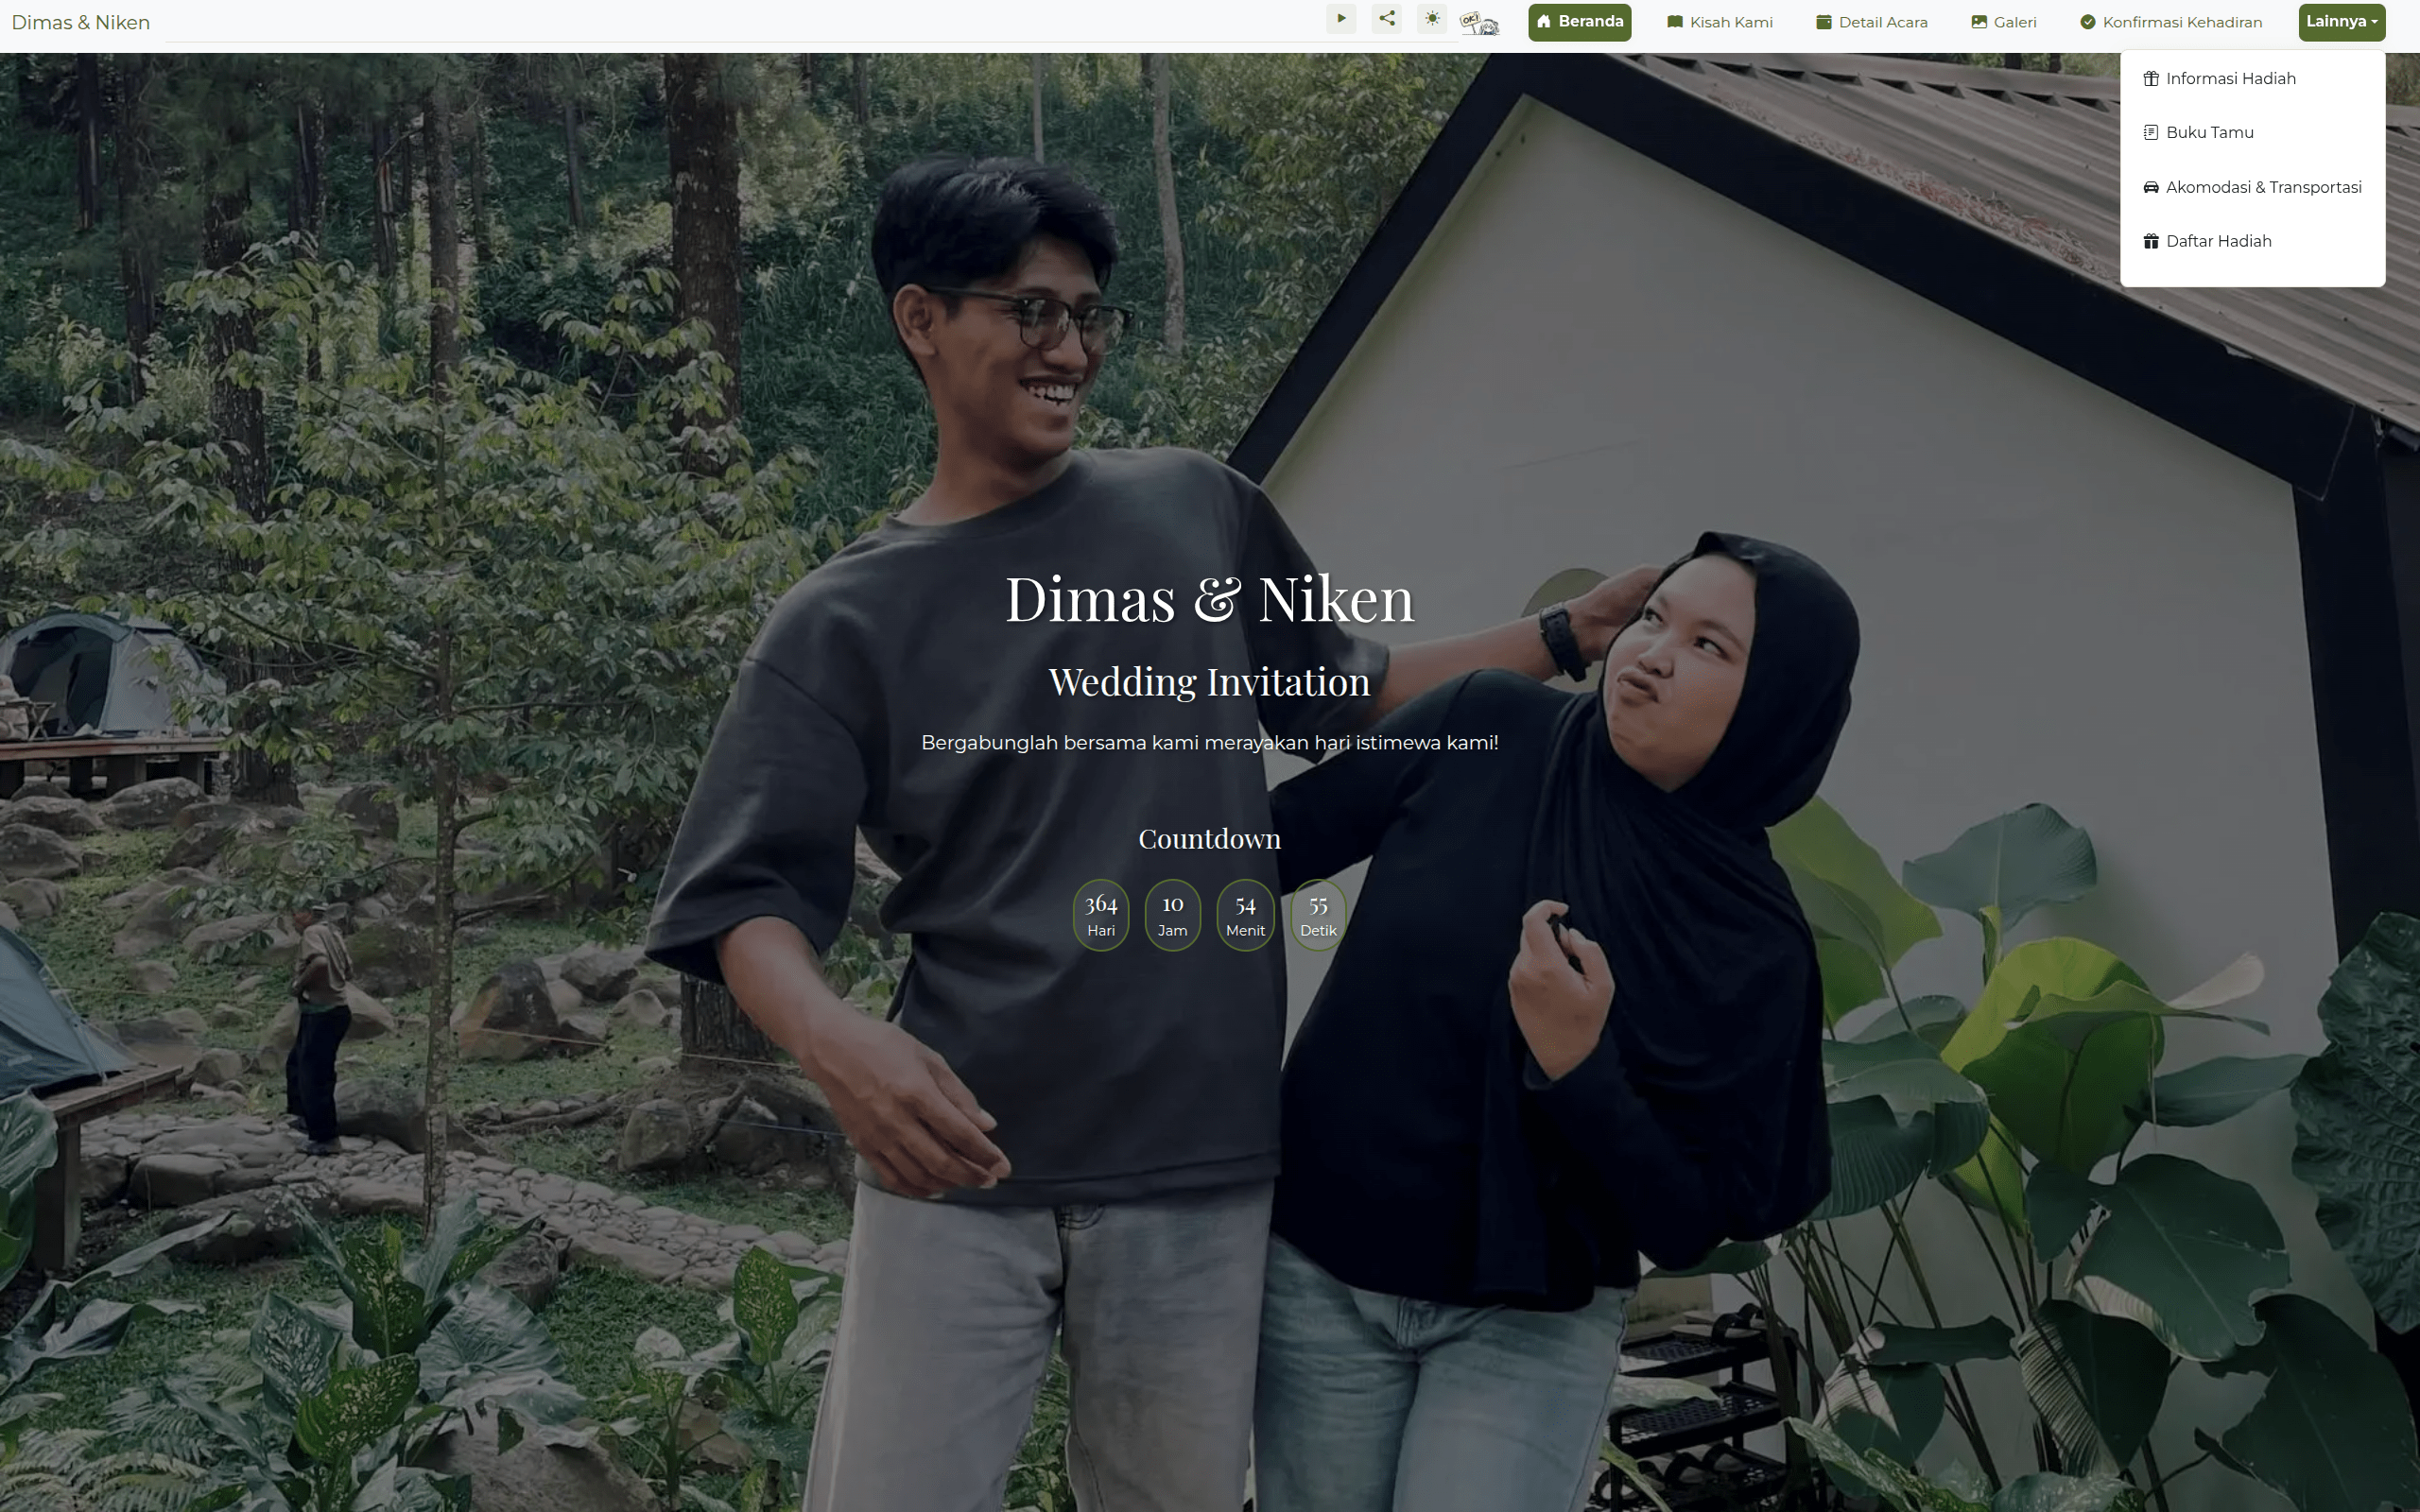 Dimas & Niken
OK!
Beranda
Kisah Kami
Detail Acara
Galeri
Konfirmasi Kehadiran
Lainnya
Informasi Hadiah
Buku Tamu
Akomodasi & Transportasi
Daftar Hadiah
Dimas & Niken
Wedding Invitation
Bergabunglah bersama kami merayakan hari istimewa kami!
Countdown
364 10 54 55
Hari Jam Menit Detik